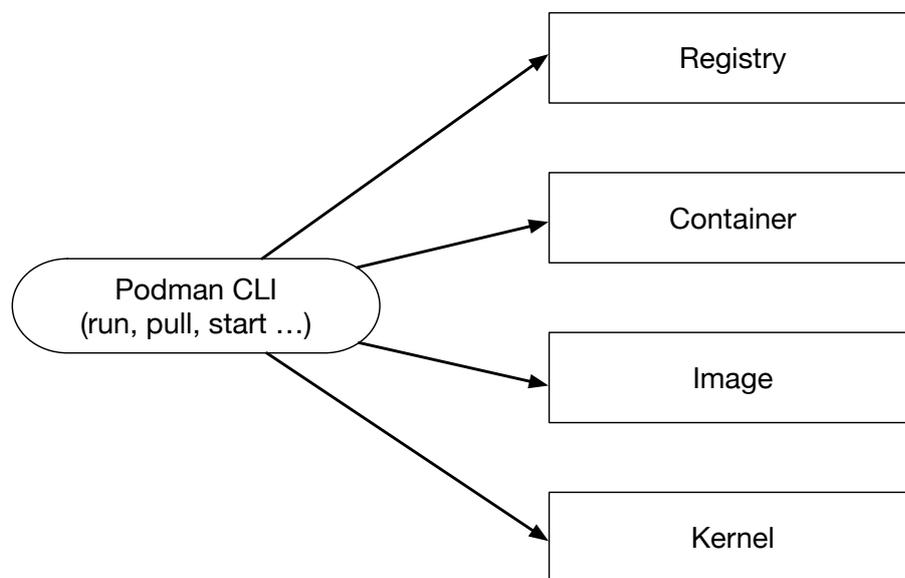 Registry
Container
Podman CLI
(run, pull, start …)
Image
Kernel